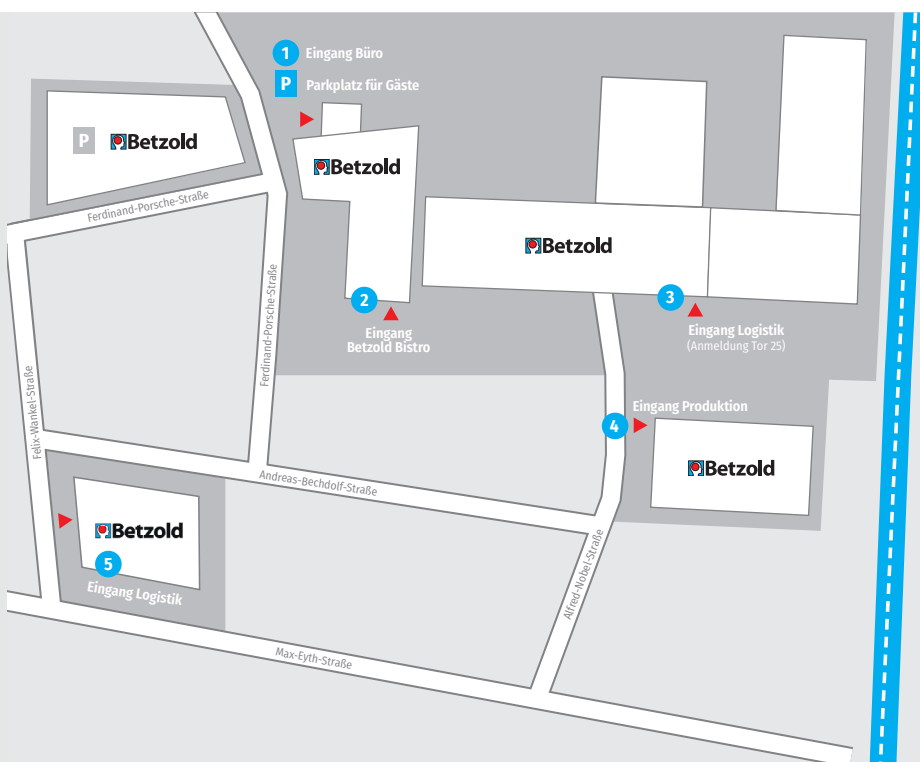 1 Eingang Büro
P Parkplatz für Gäste
P Betzold
Betzold
Ferdinand-Porsche-Straße
Betzold
Ferdinand-Porsche-Straße
2
Eingang
Betzold Bistro
3
Eingang Logistik
(Anmeldung Tor 25)
Felix-Wankel-Straße
Eingang Produktion
4
Betzold
Andreas-Bechdolf-Straße
Betzold
5
Eingang Logistik
Alfred-Nobel-Straße
Max-Eyth-Straße